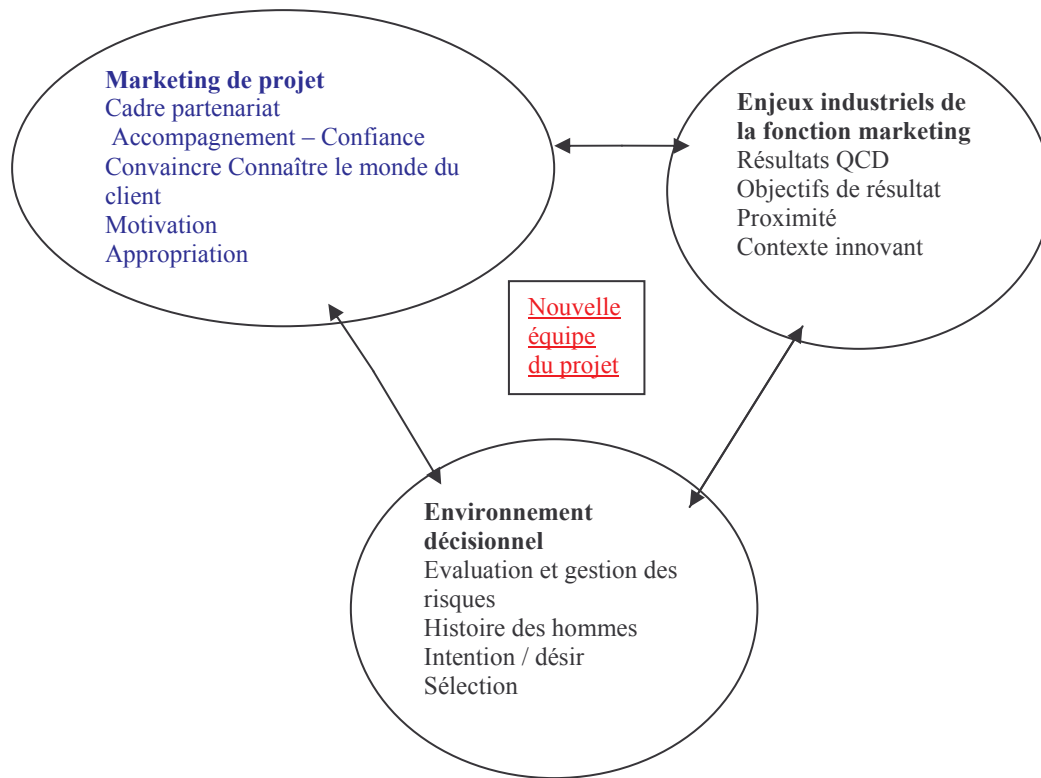 Marketing de projet
Cadre partenariat
Accompagnement – Confiance
Convaincre Connaître le monde du
client
Motivation
Appropriation
Enjeux industriels de
la fonction marketing
Résultats QCD
Objectifs de résultat
Proximité
Contexte innovant
Nouvelle
équipe
du projet
Environnement
décisionnel
Evaluation et gestion des
risques
Histoire des hommes
Intention / désir
Sélection